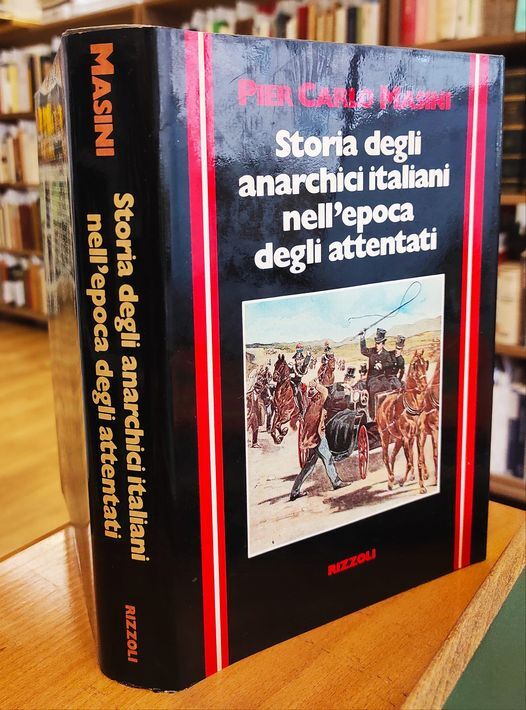 PIER CARLO MASINI
Storia degli
anarchici italiani
nell'epoca
degli attentati
RIZZOLI
MASINI
Storia degli anarchici italiani
nell'epoca degli attentati
RIZZOLI